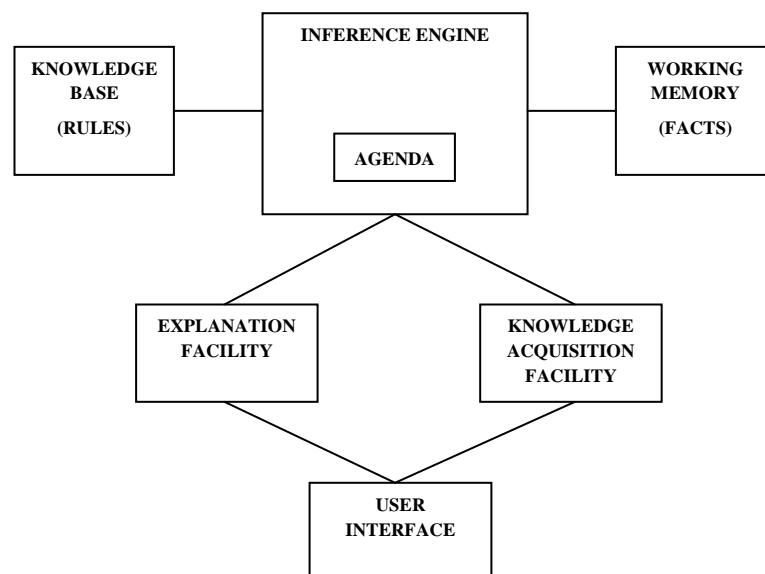 INFERENCE ENGINE
KNOWLEDGE
BASE
(RULES)
WORKING
MEMORY
(FACTS)
AGENDA
EXPLANATION
FACILITY
KNOWLEDGE
ACQUISITION
FACILITY
USER
INTERFACE